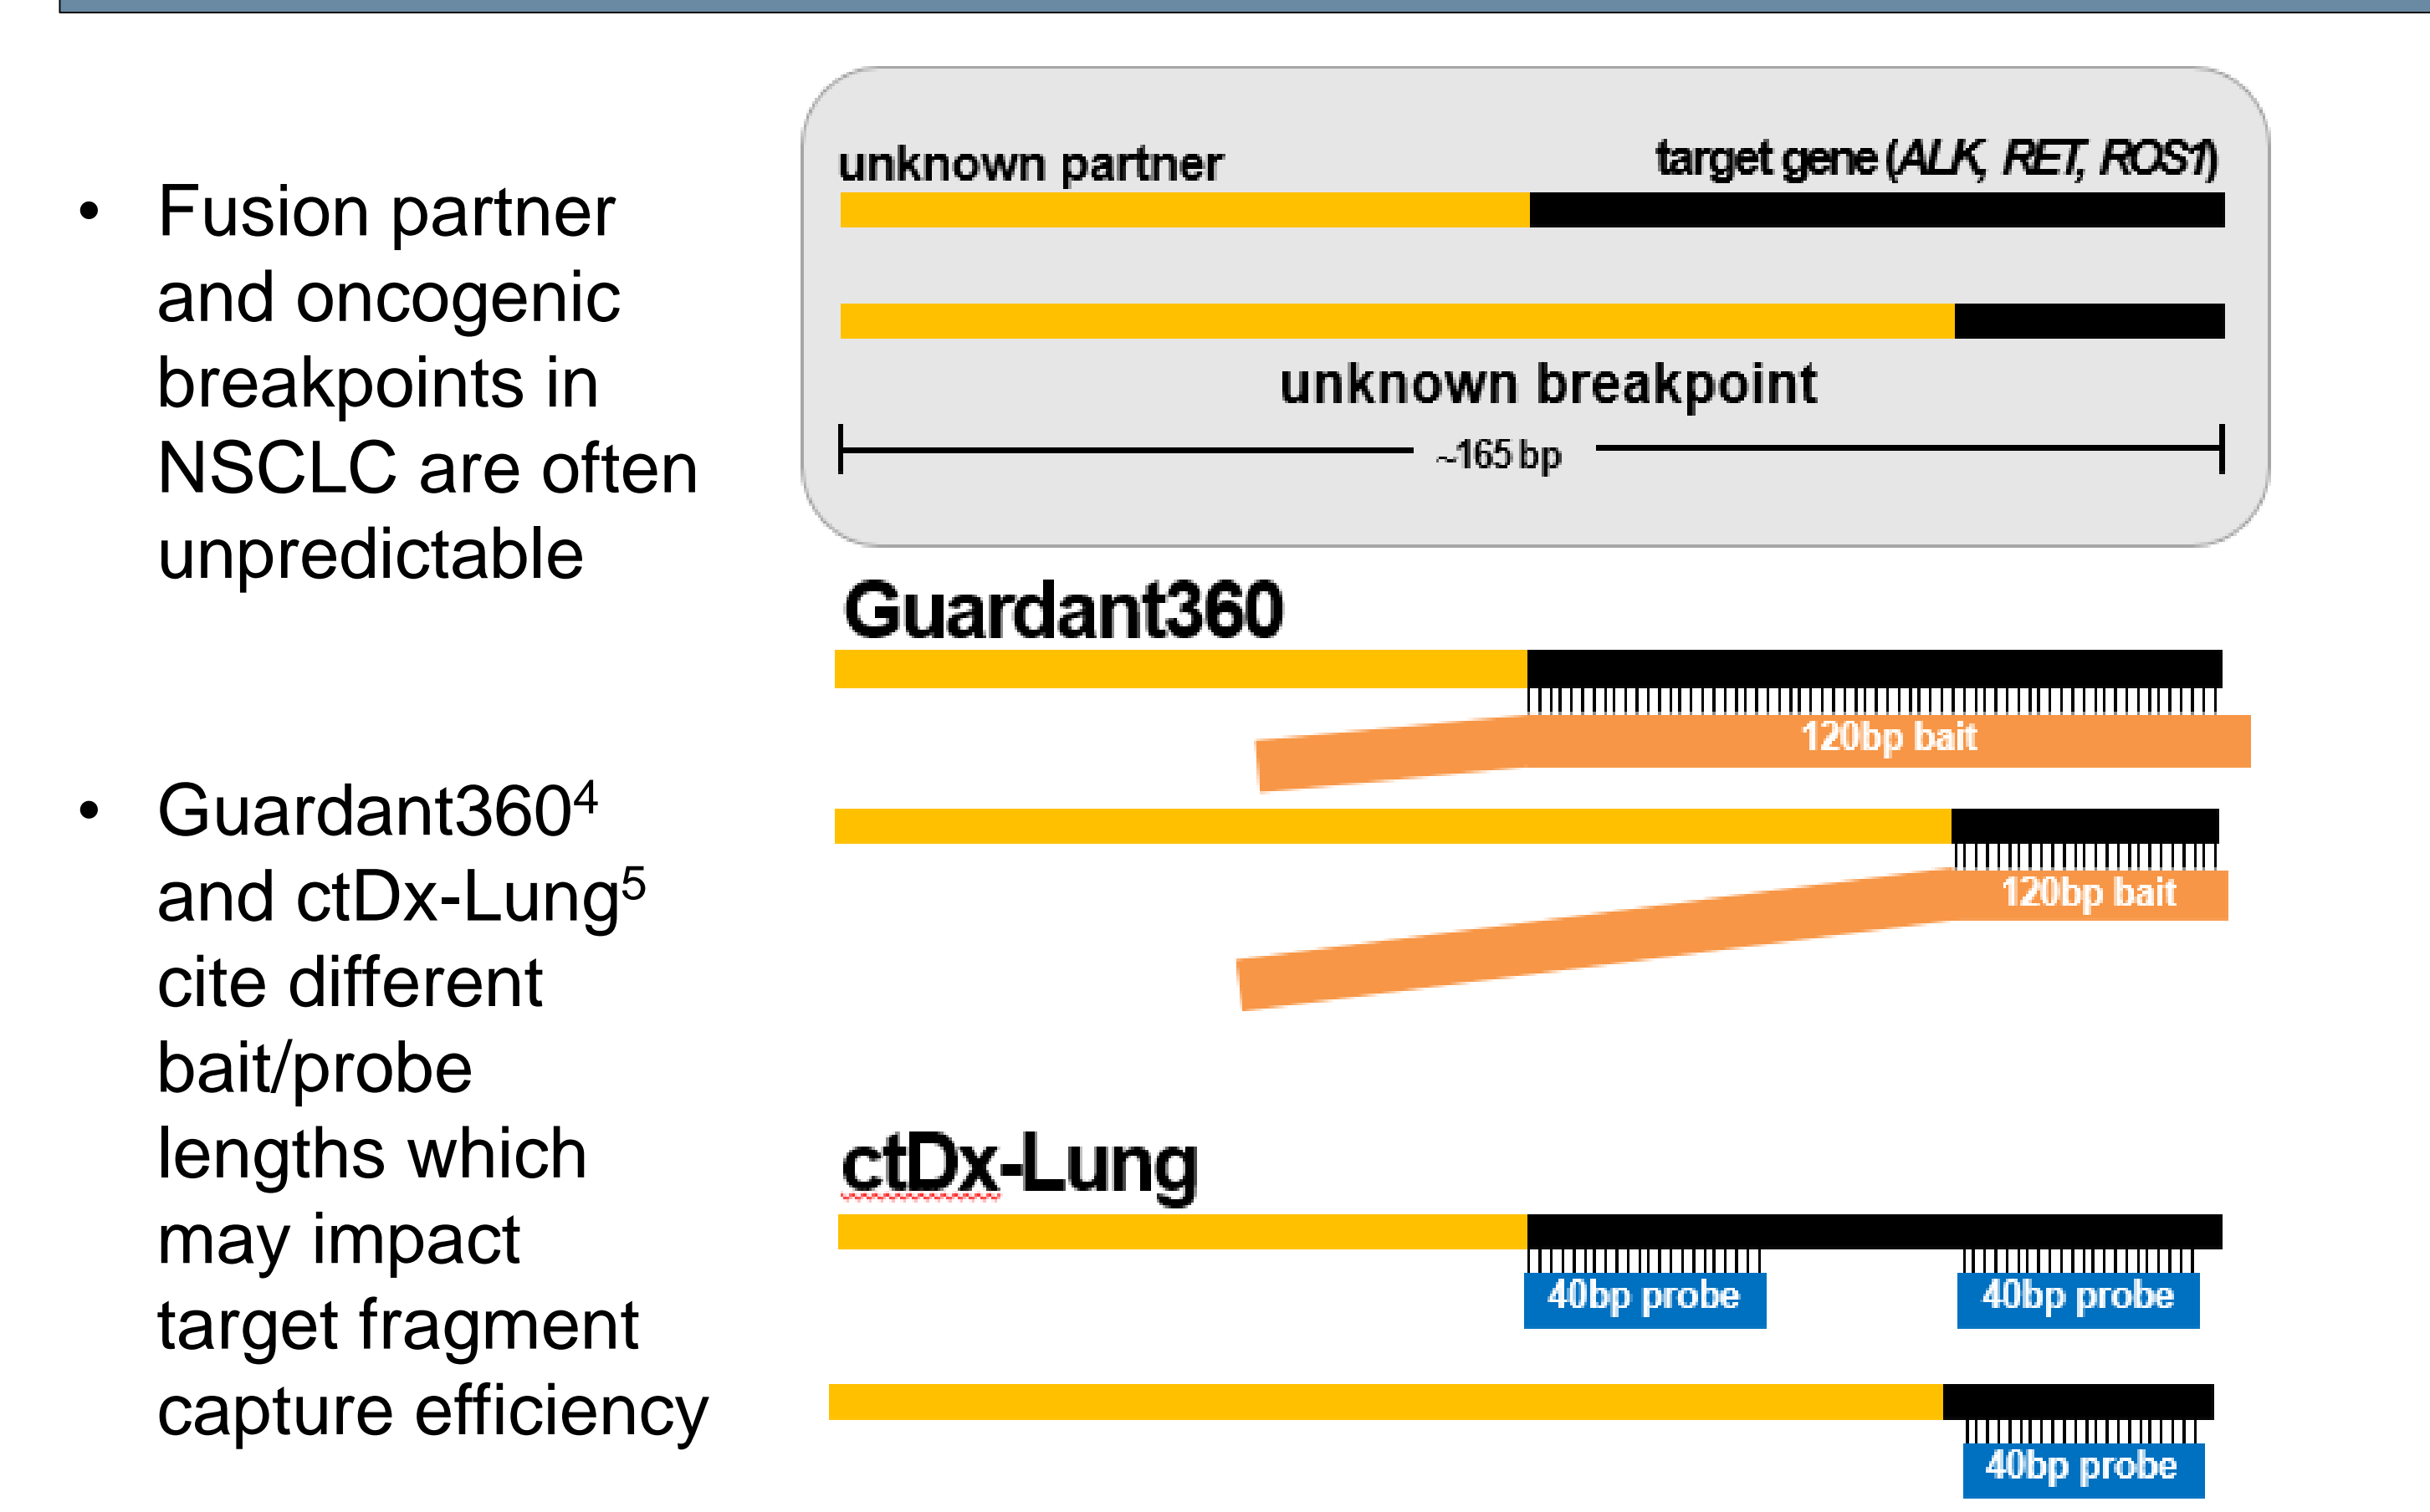 • Fusion partner
and oncogenic
breakpoints in
NSCLC are often
unpredictable
• Guardant360⁴
and ctDx-Lung⁵
cite different
bait/probe
lengths which
may impact
target fragment
capture efficiency
unknown partner
target gene (ALK, RET, ROS1)
unknown breakpoint
~165 bp
Guardant360
120bp bait
120bp bait
ctDx-Lung
40bp probe 40bp probe
40bp probe